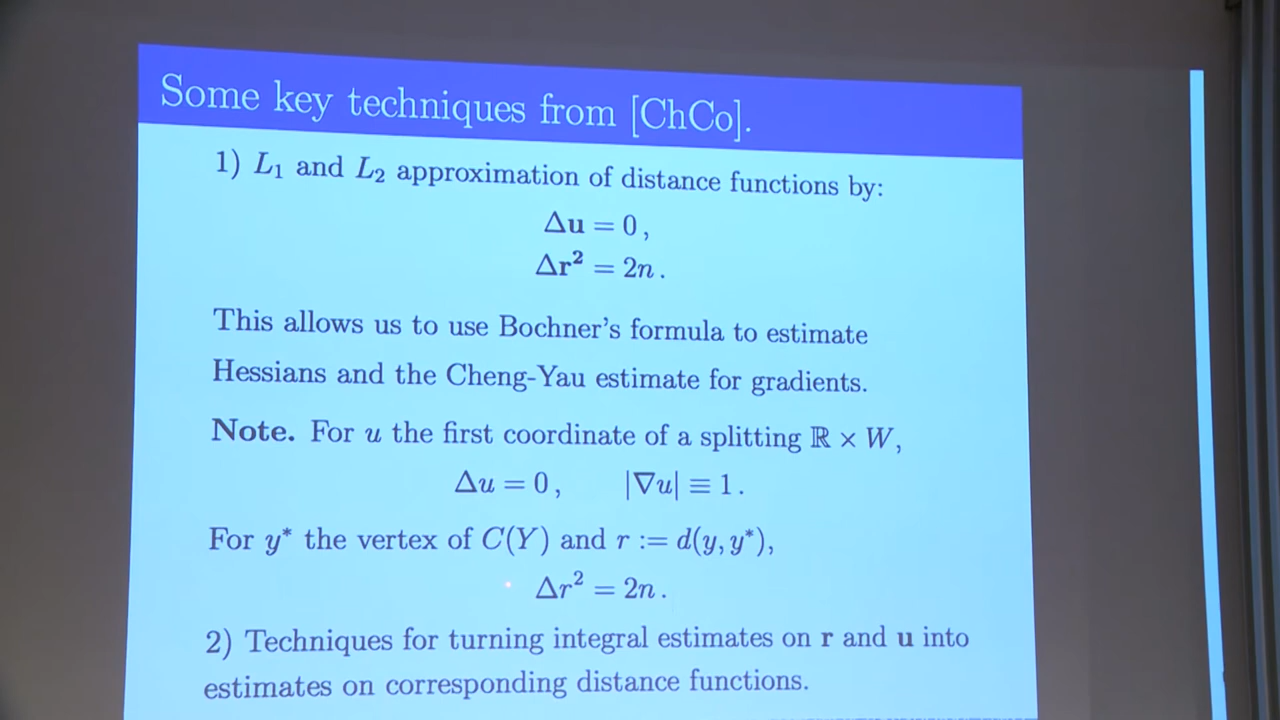 Some key techniques from [ChCo].
1) L₁ and L₂ approximation of distance functions by:
Δu = 0,
Δr² = 2n.
This allows us to use Bochner's formula to estimate
Hessians and the Cheng-Yau estimate for gradients.
Note. For u the first coordinate of a splitting ℝ × W,
Δu = 0, |∇u| ≡ 1.
For y* the vertex of C(Y) and r := d(y, y*),
Δr² = 2n.
2) Techniques for turning integral estimates on r and u into
estimates on corresponding distance functions.